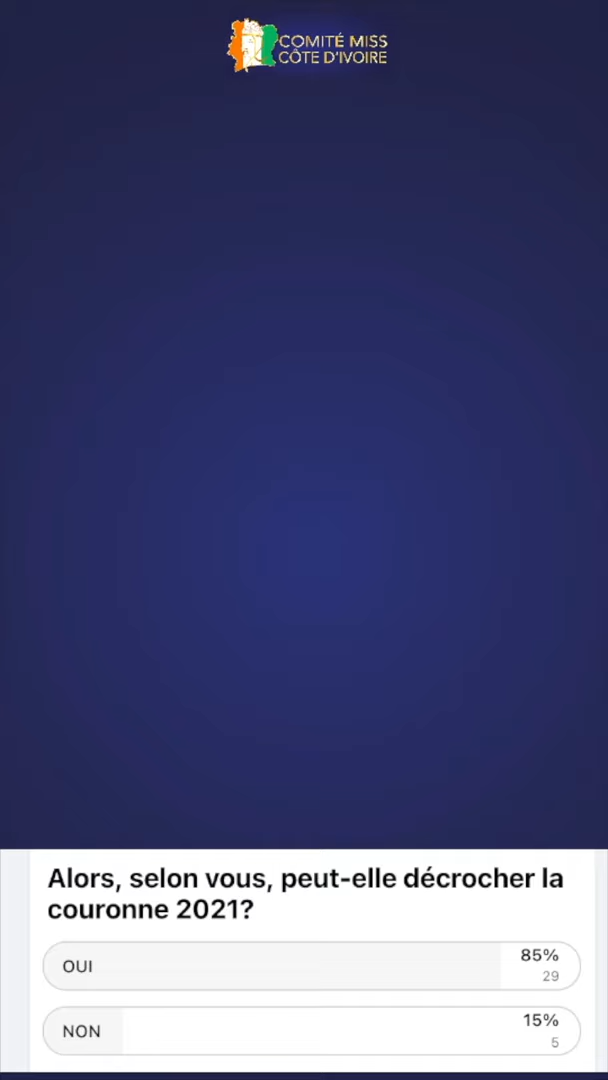 COMITÉ MISS
CÔTE D'IVOIRE
Alors, selon vous, peut-elle décrocher la
couronne 2021?
OUI
85%
29
NON
15%
5